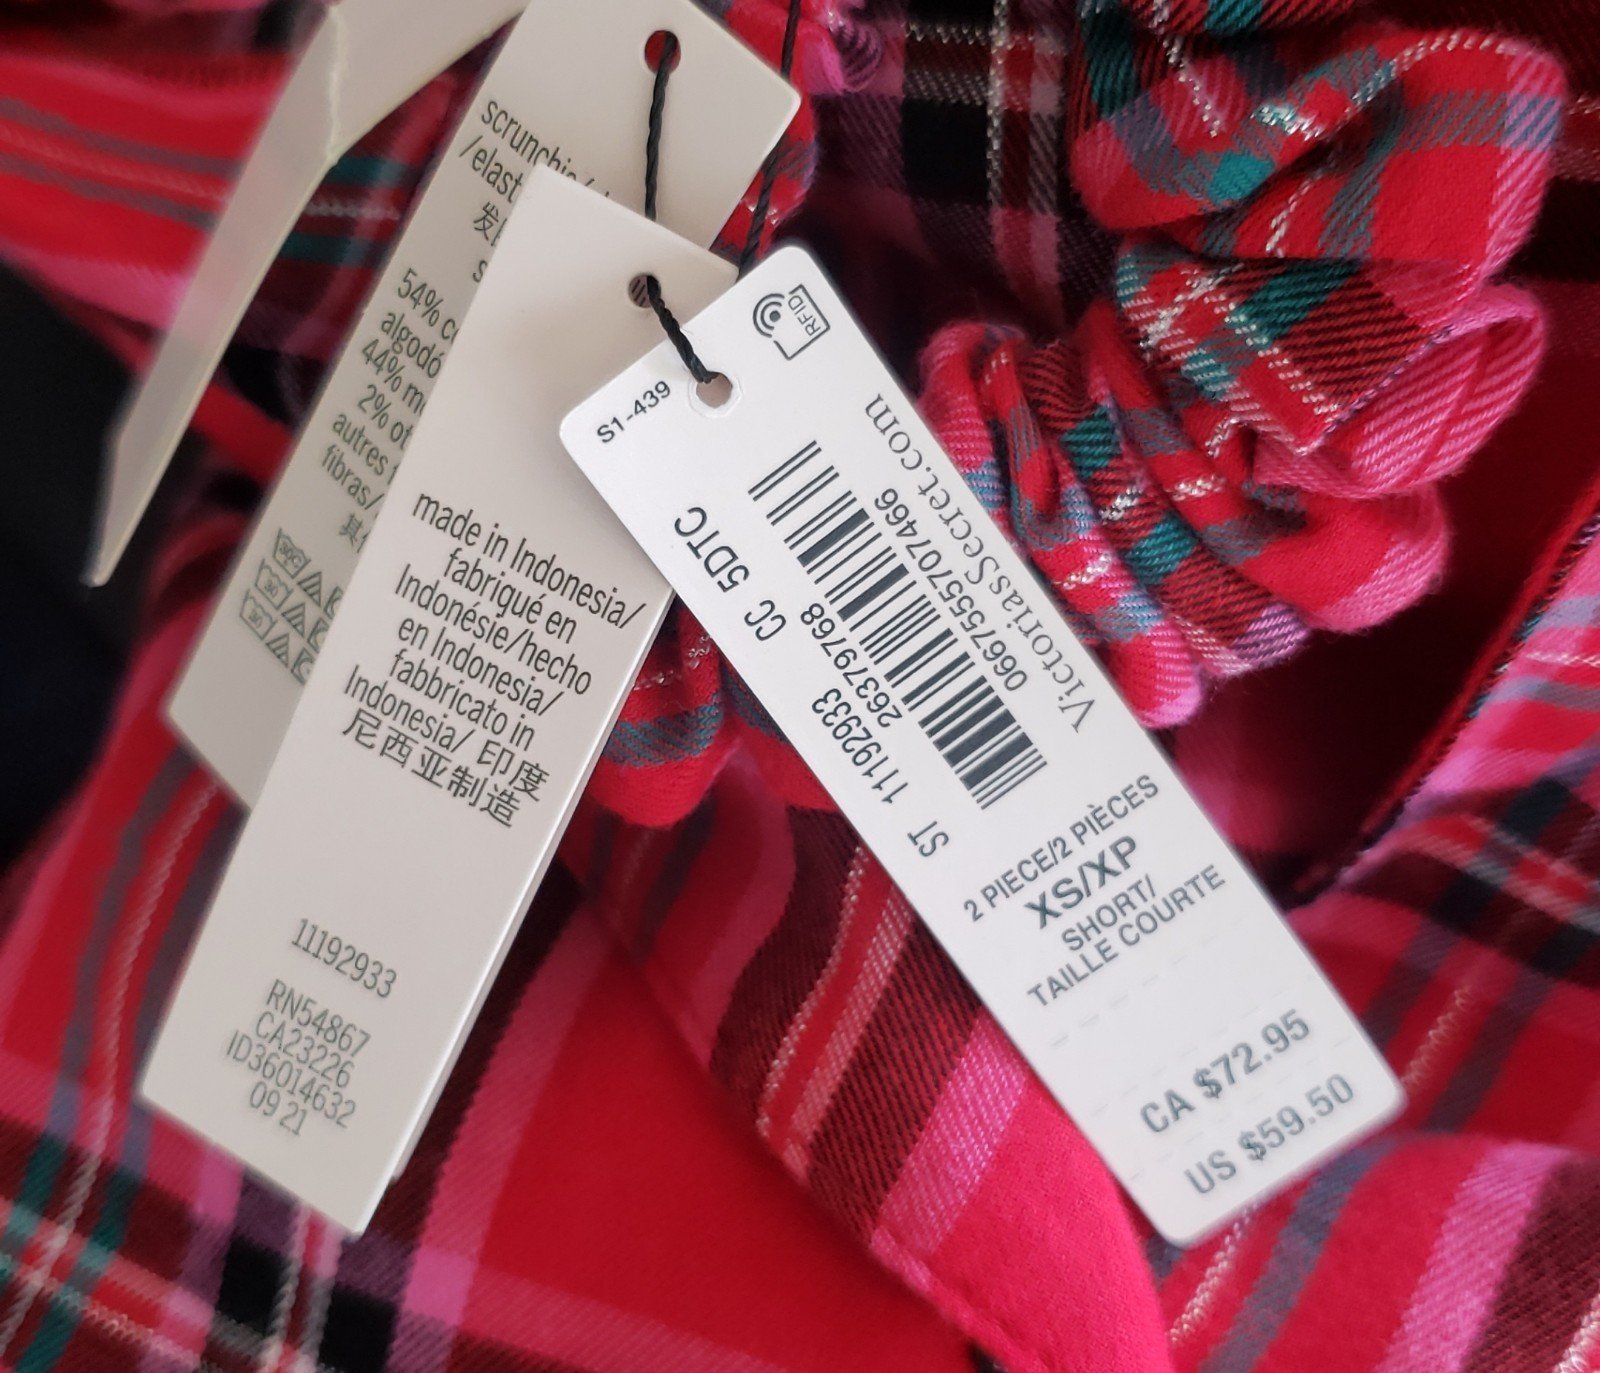 scrunchie/
54%
algodó
44%
2%
autres
fibras/
made in Indonesia/
fabriqué en
Indonésie/hecho
en Indonesia/
fabbricato in
Indonesia/ 印度
尼西亚制造
11192933
RN54867
CA23226
ID36014632
09 21
RFID
S1-439
VictoriasSecret.com
0667555707466
26379768
CC 5DTC
ST 11192933
2 PIECE/2 PIÈCES
XS/XP
SHORT/
TAILLE COURTE
CA $72.95
US $59.50